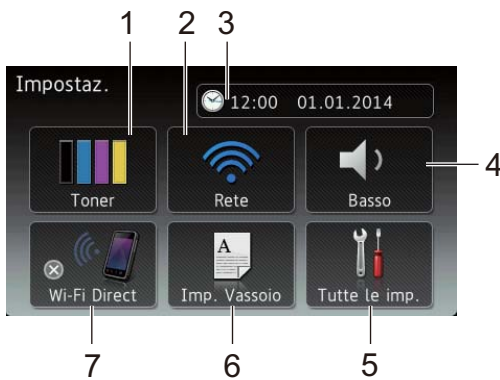 1 2 3
Impostaz.
12:00 01.01.2014
4
Toner Rete Basso
A
Wi-Fi Direct Imp. Vassoio Tutte le imp.
7 6 5